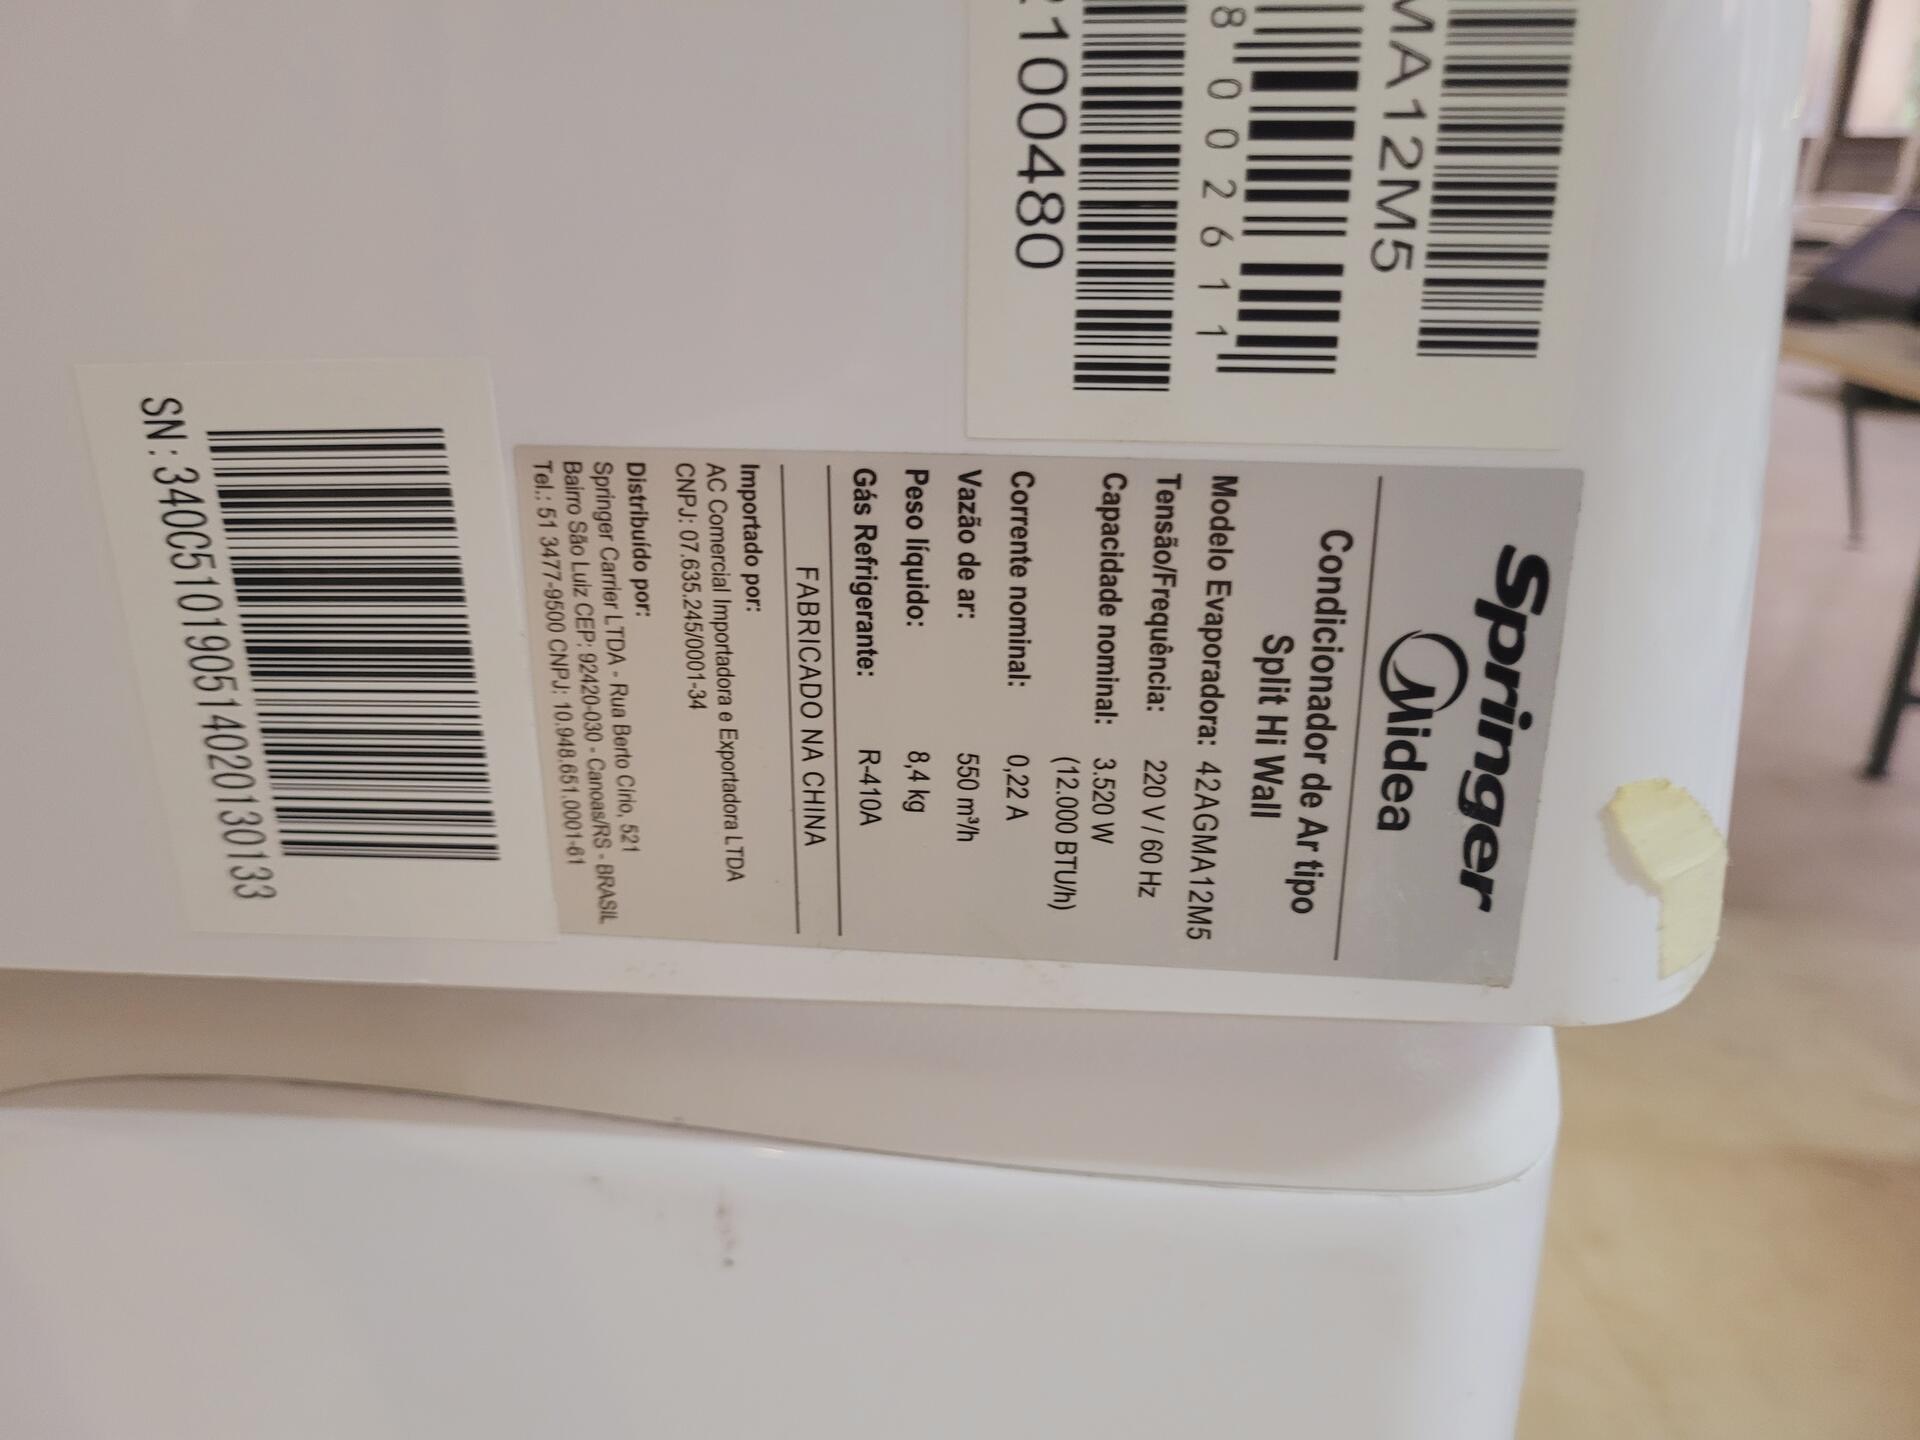 MA12M5
8 0 0 2 6 1 1
2100480
Springer
Midea
Condicionador de Ar tipo
Split Hi Wall
Modelo Evaporadora: 42AGMA12M5
Tensão/Frequência: 220 V / 60 Hz
Capacidade nominal: 3.520 W
(12.000 BTU/h)
Corrente nominal: 0,22 A
Vazão de ar: 550 m³/h
Peso líquido: 8,4 kg
Gás Refrigerante: R-410A
FABRICADO NA CHINA
Importado por:
AC Comercial Importadora e Exportadora LTDA
CNPJ: 07.635.245/0001-34
Distribuído por:
Springer Carrier LTDA - Rua Berto Círio, 521
Bairro São Luiz CEP: 92420-030 - Canoas/RS - BRASIL
Tel.: 51 3477-9500 CNPJ: 10.948.651.0001-61
SN:340C510190514020130133